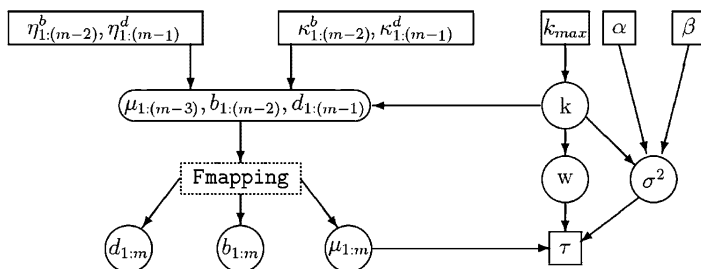 η^b_{1:(m−2)}, η^d_{1:(m−1)} κ^b_{1:(m−2)}, κ^d_{1:(m−1)} k_{max} α β
μ_{1:(m−3)}, b_{1:(m−2)}, d_{1:(m−1)} k
Fmapping w σ^2
d_{1:m} b_{1:m} μ_{1:m} τ